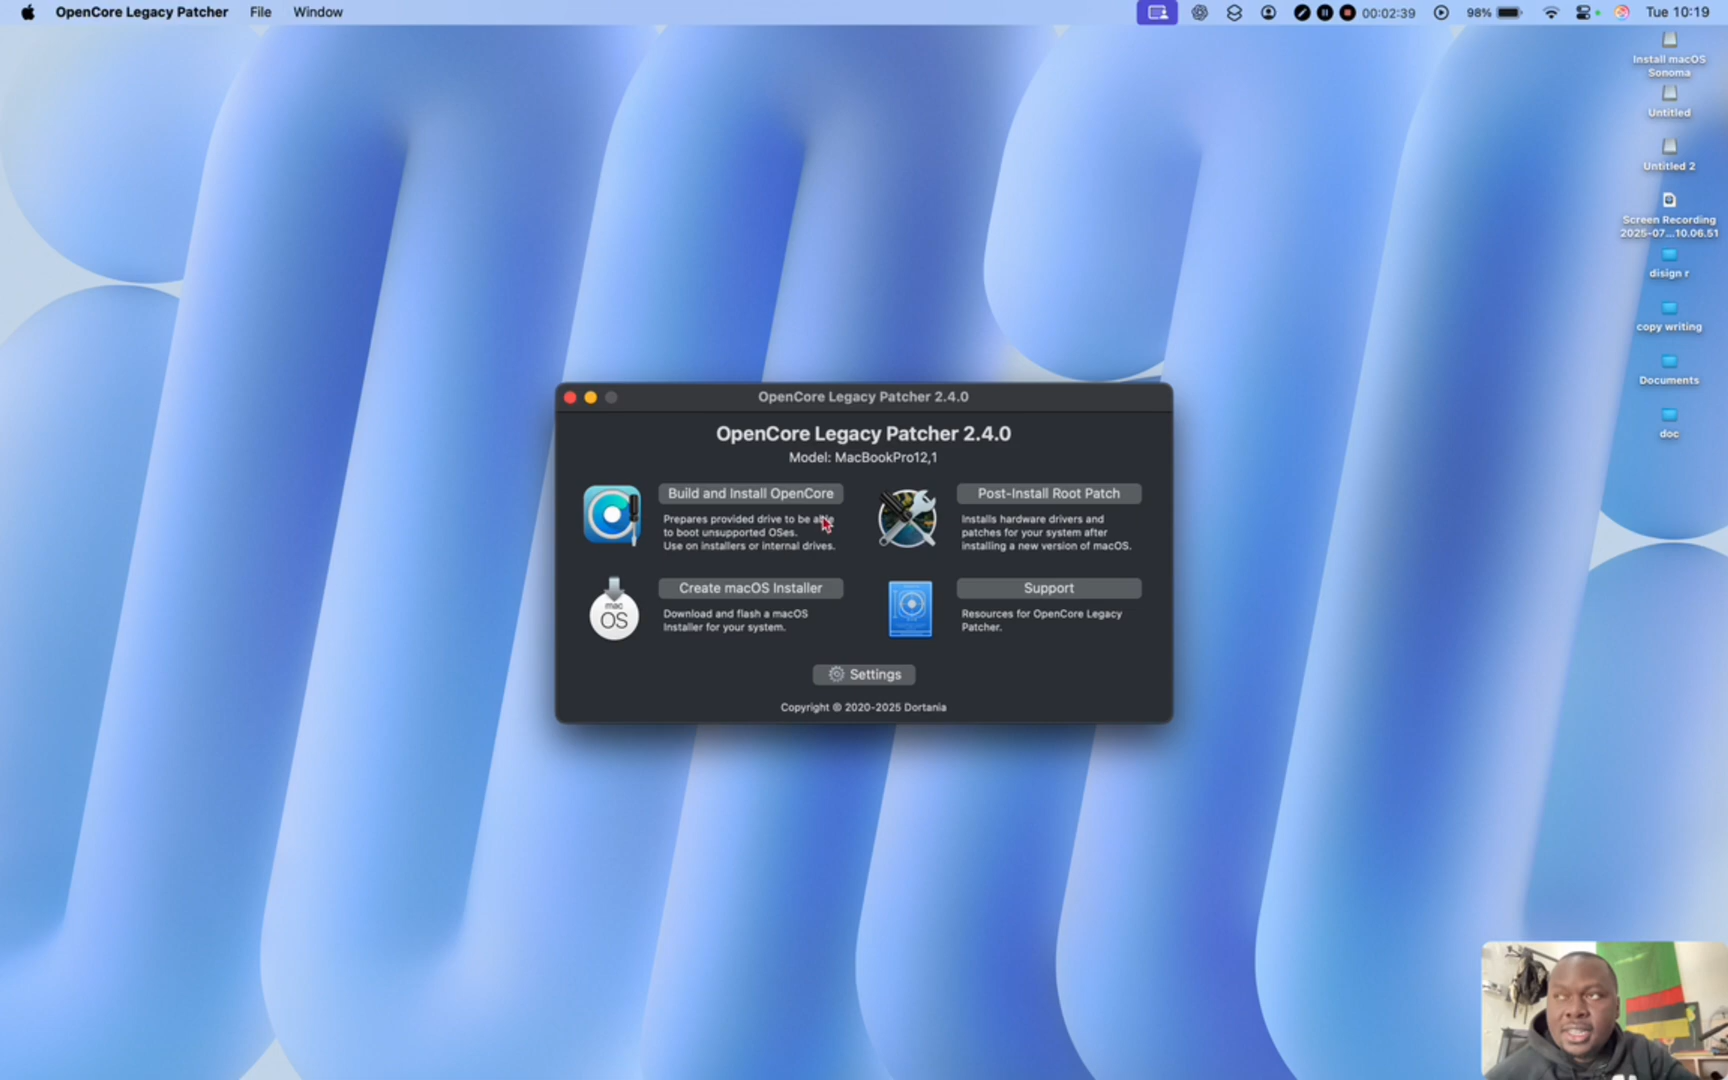 OpenCore Legacy Patcher File Window 00:02:39 98% Tue 10:19
Install macOS
Sonoma
Untitled
Untitled 2
Screen Recording
2025-07...10.06.51
disign r
copy writing
Documents
doc
OpenCore Legacy Patcher 2.4.0
OpenCore Legacy Patcher 2.4.0
Model: MacBookPro12,1
Build and Install OpenCore
Prepares provided drive to be able
to boot unsupported OSes.
Use on installers or internal drives.
Post-Install Root Patch
Installs hardware drivers and
patches for your system after
installing a new version of macOS.
mac
OS
Create macOS Installer
Download and flash a macOS
Installer for your system.
Support
Resources for OpenCore Legacy
Patcher.
Settings
Copyright © 2020-2025 Dortania